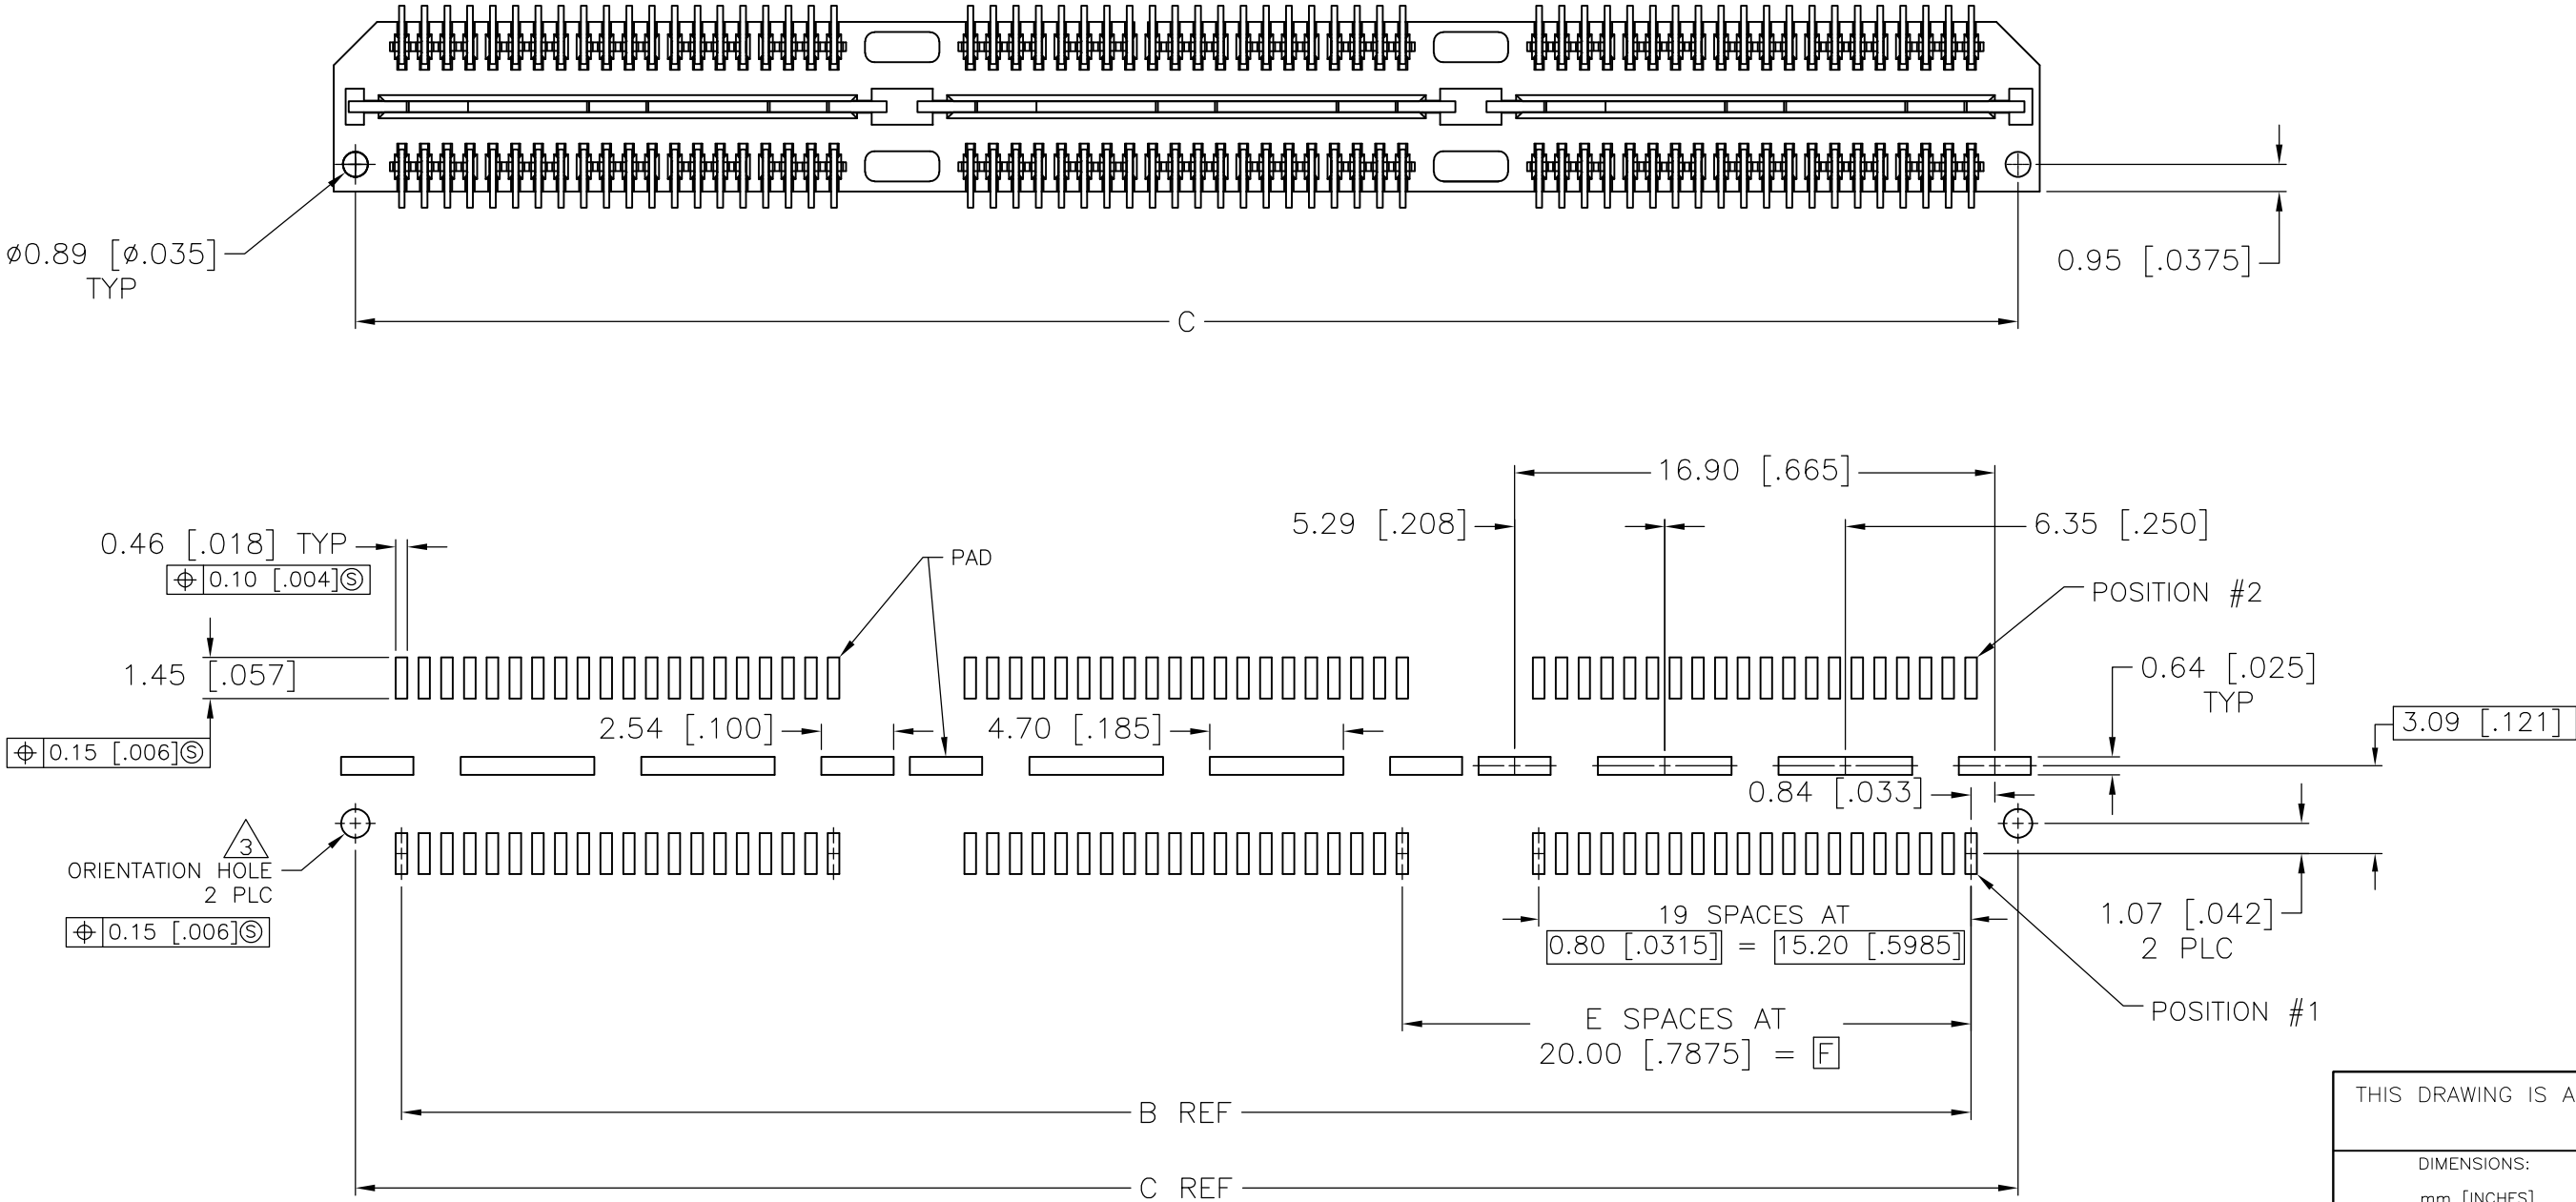 ø0.89 [ø.035]
TYP
0.95 [.0375]
C
16.90 [.665]
5.29 [.208]
6.35 [.250]
0.46 [.018] TYP
⌖ 0.10 [.004]Ⓢ
PAD
POSITION #2
1.45 [.057]
0.64 [.025]
TYP
2.54 [.100]
4.70 [.185]
3.09 [.121]
⌖ 0.15 [.006]Ⓢ
0.84 [.033]
3
ORIENTATION HOLE
2 PLC
⌖ 0.15 [.006]Ⓢ
19 SPACES AT
0.80 [.0315] = 15.20 [.5985]
1.07 [.042]
2 PLC
POSITION #1
E SPACES AT
20.00 [.7875] = F
B REF
THIS DRAWING IS A
DIMENSIONS:
C REF
mm [INCHES]